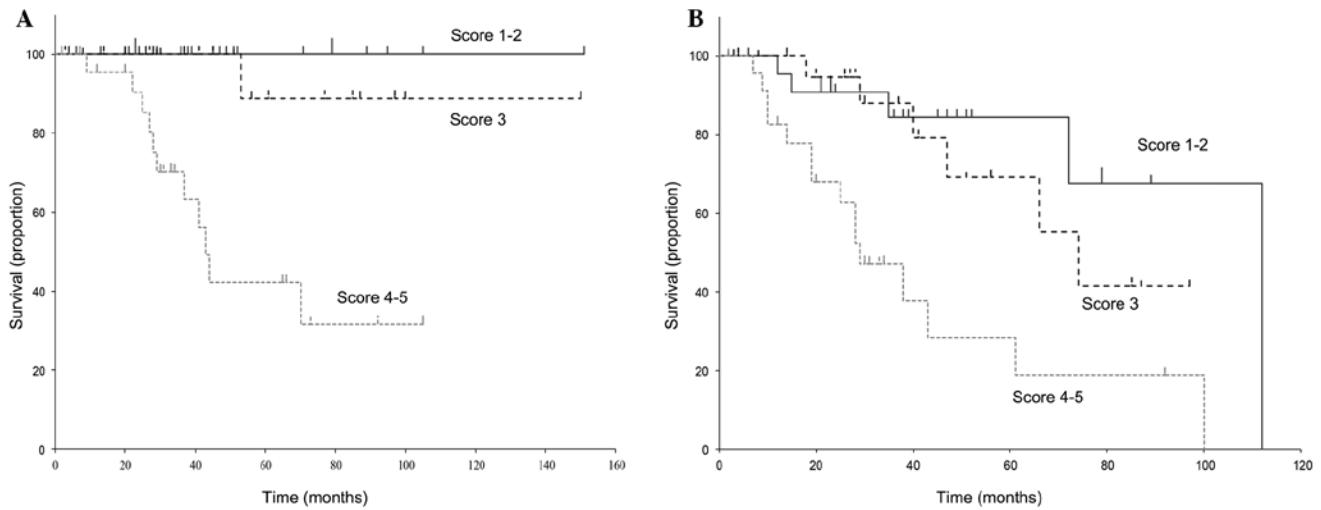 A
Survival (proportion)
100
80
60
40
20
0
Score 1-2
Score 3
Score 4-5
0 20 40 60 80 100 120 140 160
Time (months)
B
Survival (proportion)
100
80
60
40
20
0
Score 1-2
Score 3
Score 4-5
0 20 40 60 80 100 120
Time (months)